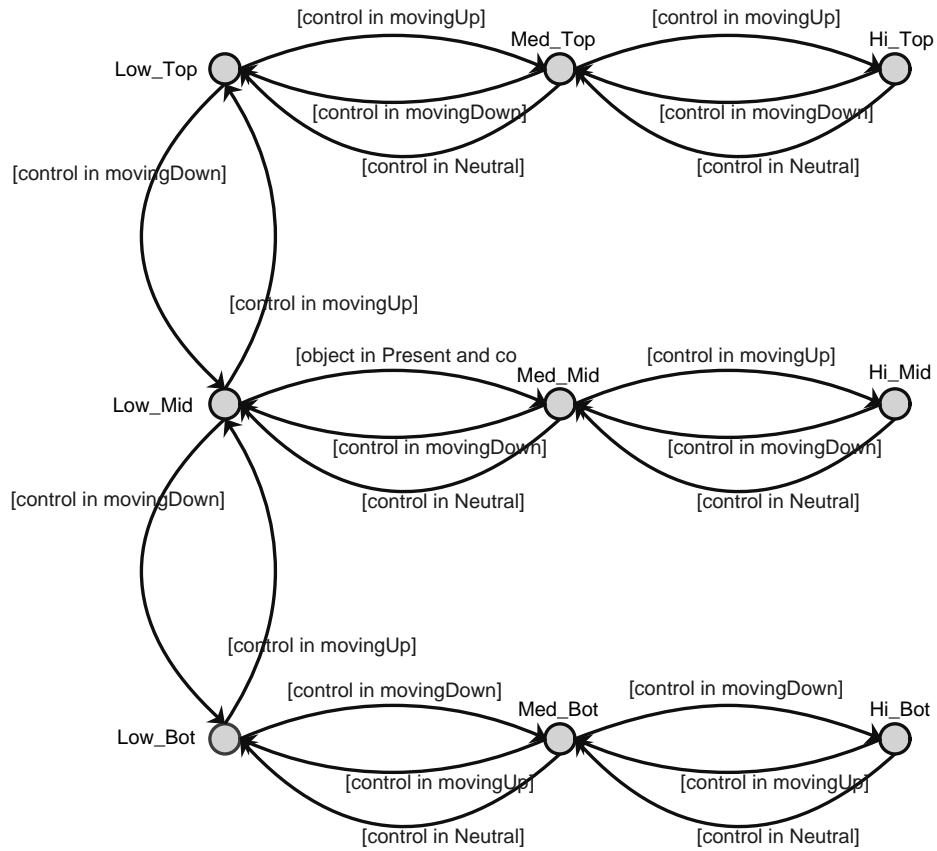 [control in movingUp]
[control in movingUp]
Low_Top
Med_Top
Hi_Top
[control in movingDown]
[control in movingDown]
[control in Neutral]
[control in Neutral]
[control in movingDown]
[control in movingUp]
[object in Present and co
[control in movingUp]
Low_Mid
Med_Mid
Hi_Mid
[control in movingDown]
[control in movingDown]
[control in movingDown]
[control in Neutral]
[control in Neutral]
[control in movingUp]
[control in movingDown]
[control in movingDown]
Low_Bot
Med_Bot
Hi_Bot
[control in movingUp]
[control in movingUp]
[control in Neutral]
[control in Neutral]